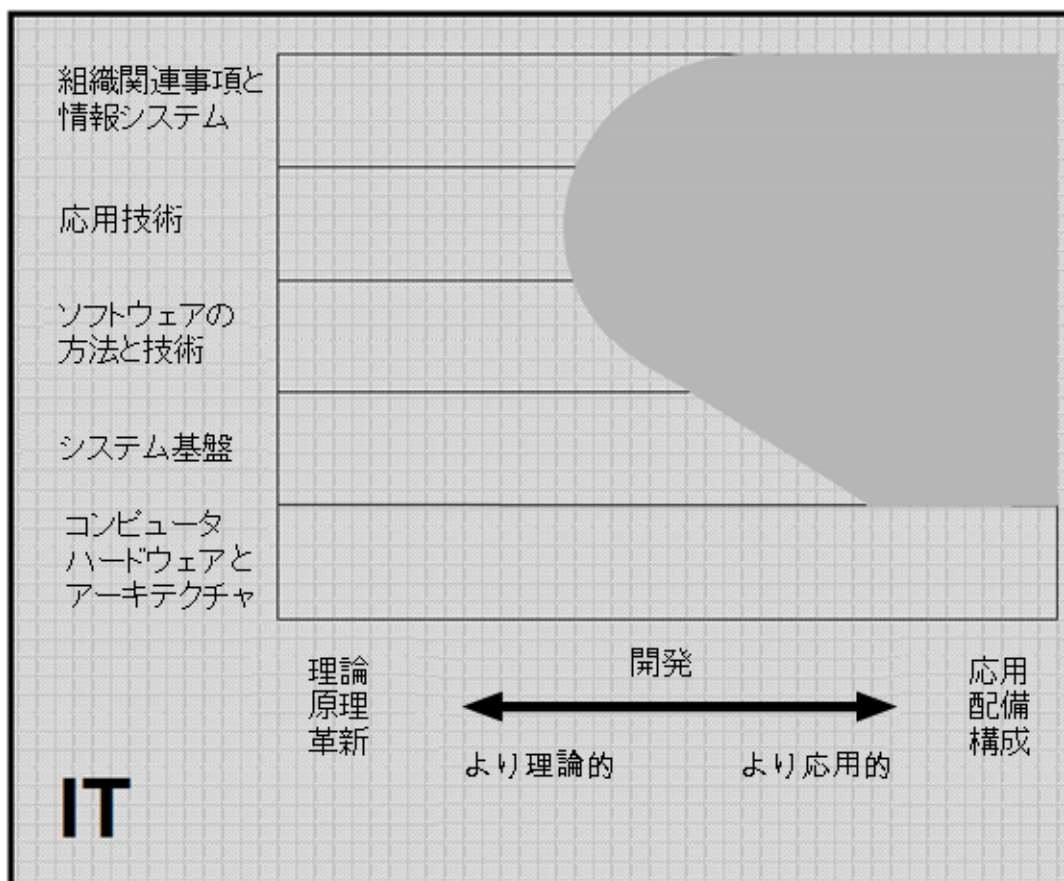 組織関連事項と
情報システム
応用技術
ソフトウェアの
方法と技術
システム基盤
コンピュータ
ハードウェアと
アーキテクチャ
理論
原理
革新
開発
応用
配備
構成
より理論的
より応用的
IT